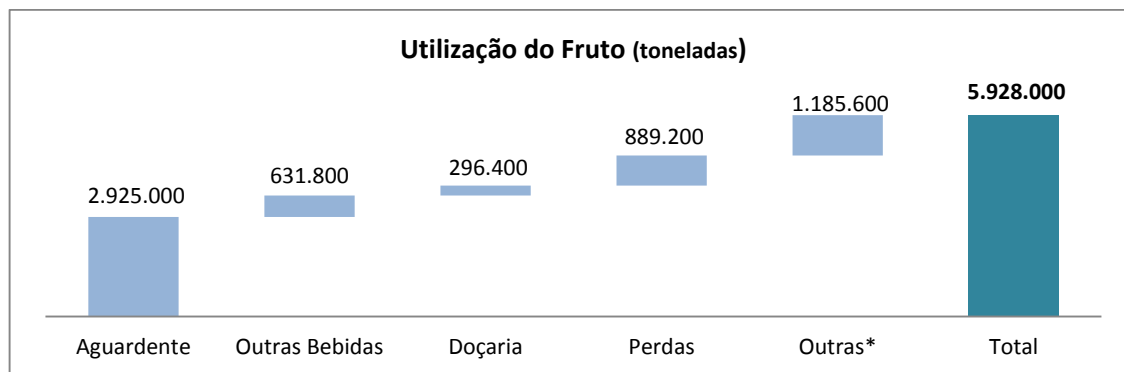 Utilização do Fruto (toneladas)
2.925.000
631.800
296.400
889.200
1.185.600
5.928.000
Aguardente
Outras Bebidas
Doçaria
Perdas
Outras*
Total